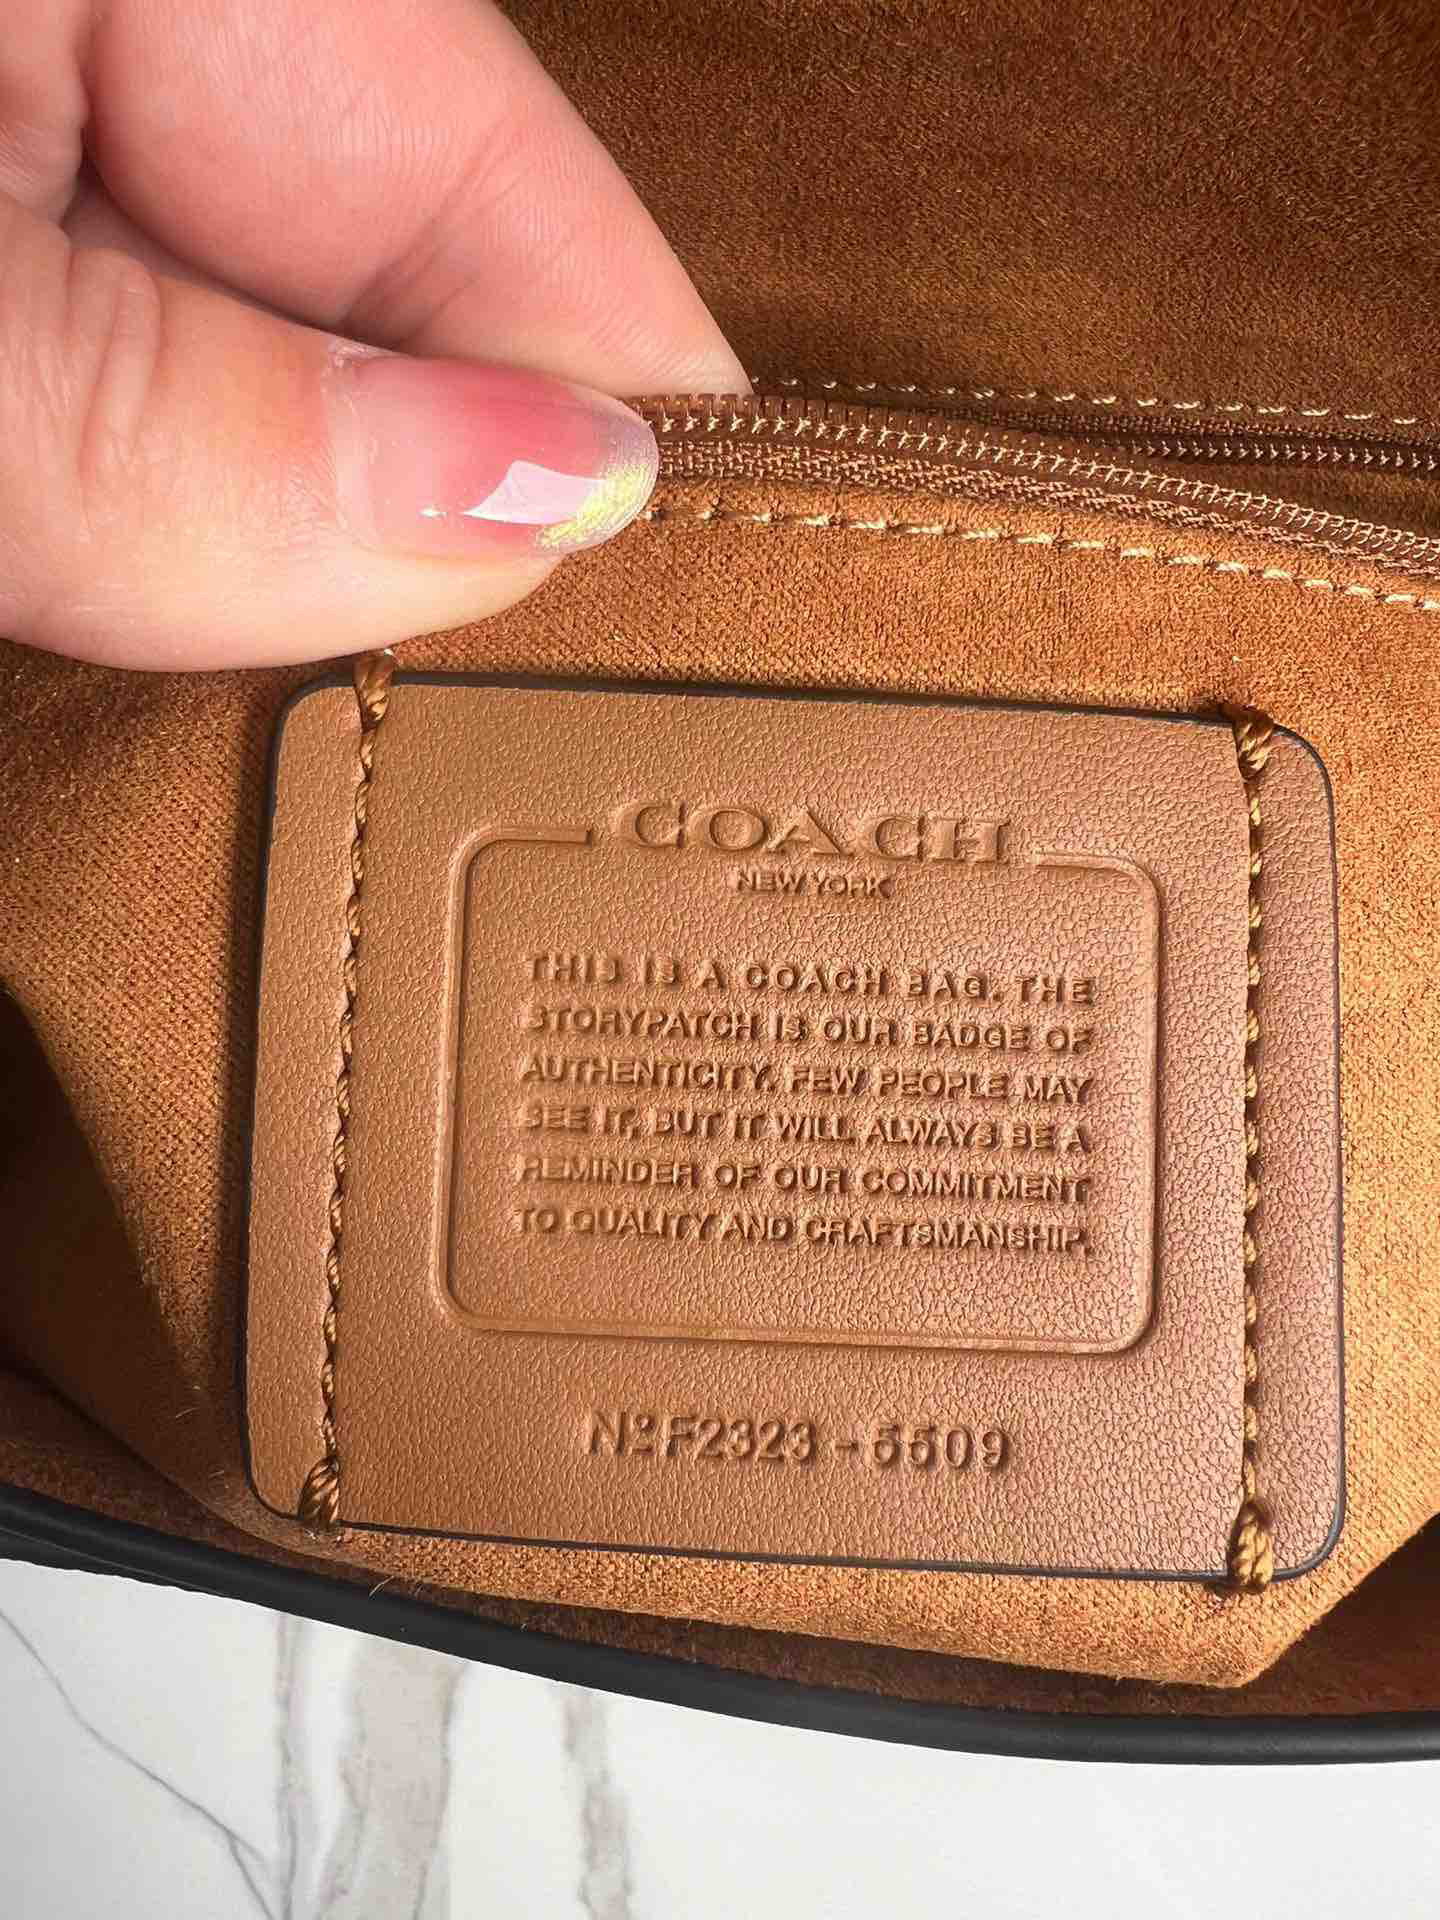 COACH
NEW YORK
THIS IS A COACH BAG. THE
STORYPATCH IS OUR BADGE OF
AUTHENTICITY. FEW PEOPLE MAY
SEE IT, BUT IT WILL ALWAYS BE A
REMINDER OF OUR COMMITMENT
TO QUALITY AND CRAFTSMANSHIP.
Nº F2323-5509